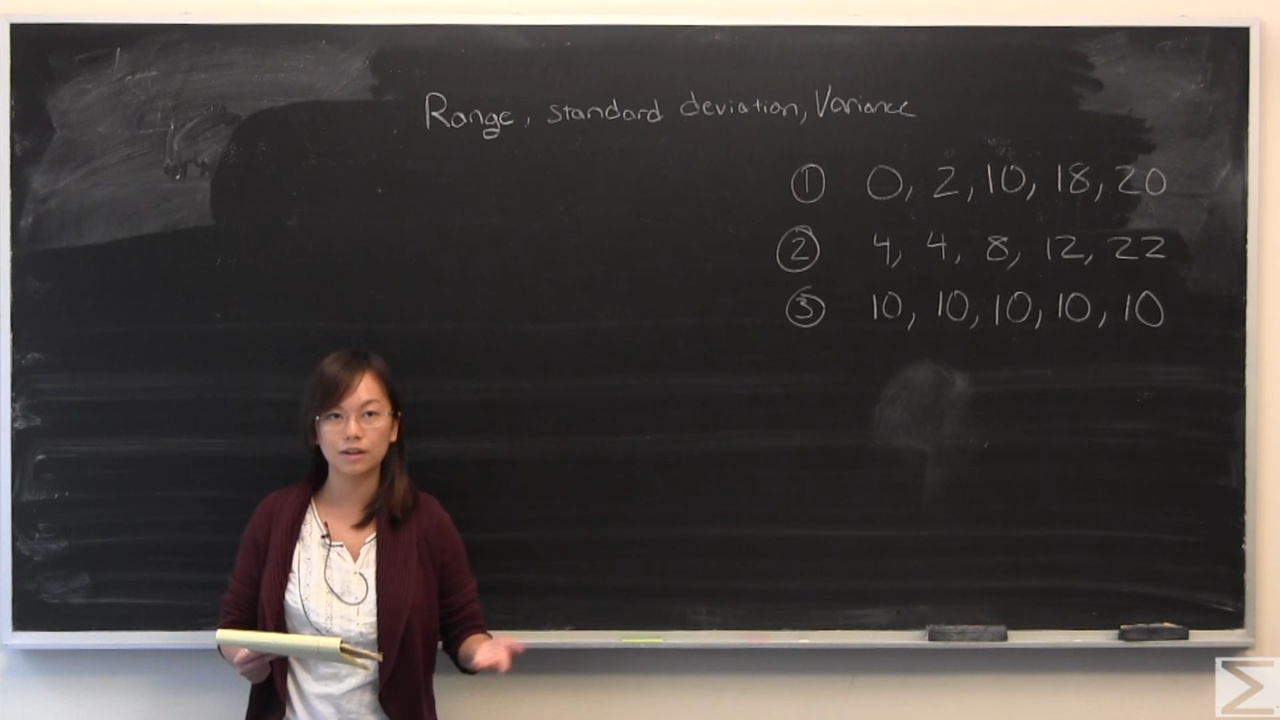 Range, standard deviation, Variance
① 0, 2, 10, 18, 20
② 4, 4, 8, 12, 22
③ 10, 10, 10, 10, 10
Σ